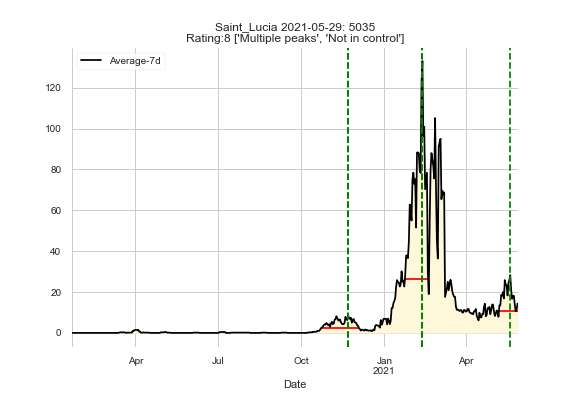 Saint_Lucia 2021-05-29: 5035
Rating:8 ['Multiple peaks', 'Not in control']
Average-7d
120
100
80
60
40
20
0
Apr
Jul
Oct
Jan
2021
Apr
Date